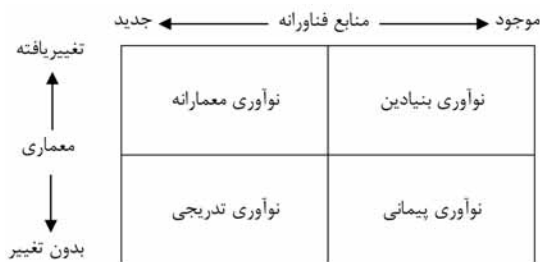 موجود منابع فناورانه جدید
تغییریافته
نوآوری بنیادین نوآوری معمارانه
معماری
نوآوری پیمانی نوآوری تدریجی
بدون تغییر